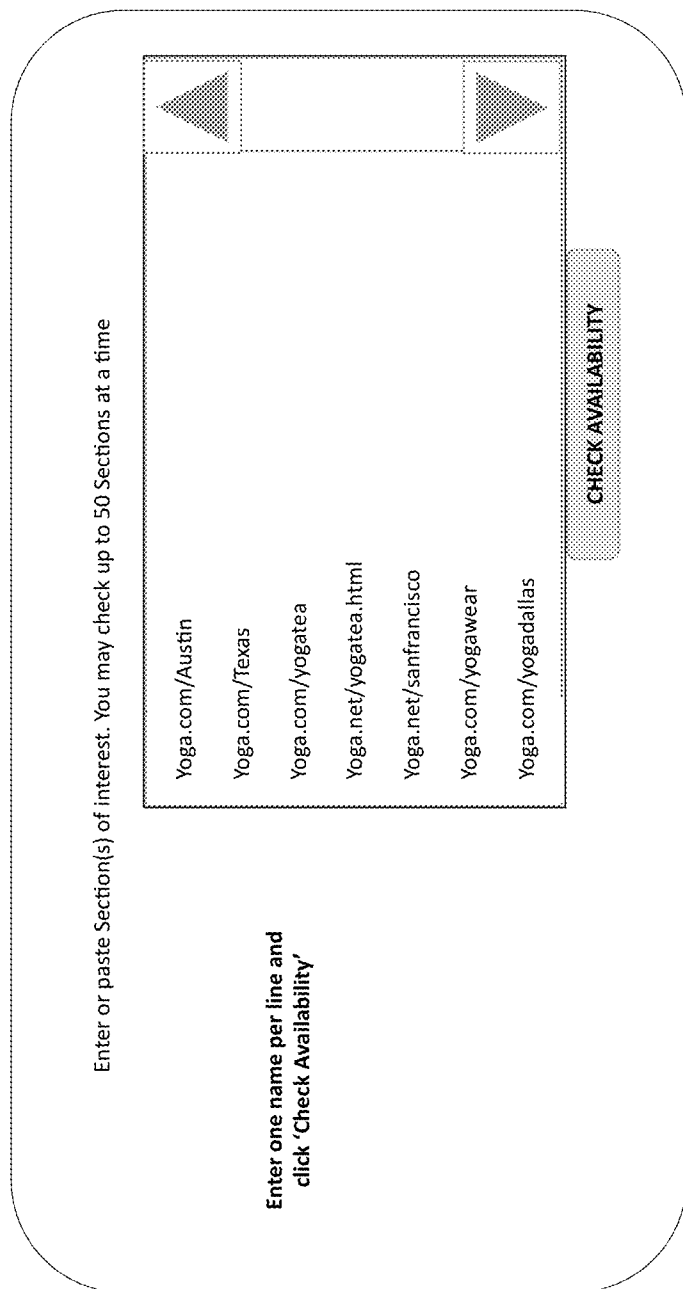 Enter or paste Section(s) of interest. You may check up to 50 Sections at a time
Enter one name per line and
click ‘Check Availability’
Yoga.com/Austin
Yoga.com/Texas
Yoga.com/yogatea
Yoga.net/yogatea.html
Yoga.net/sanfrancisco
Yoga.com/yogawear
Yoga.com/yogadallas
CHECK AVAILABILITY